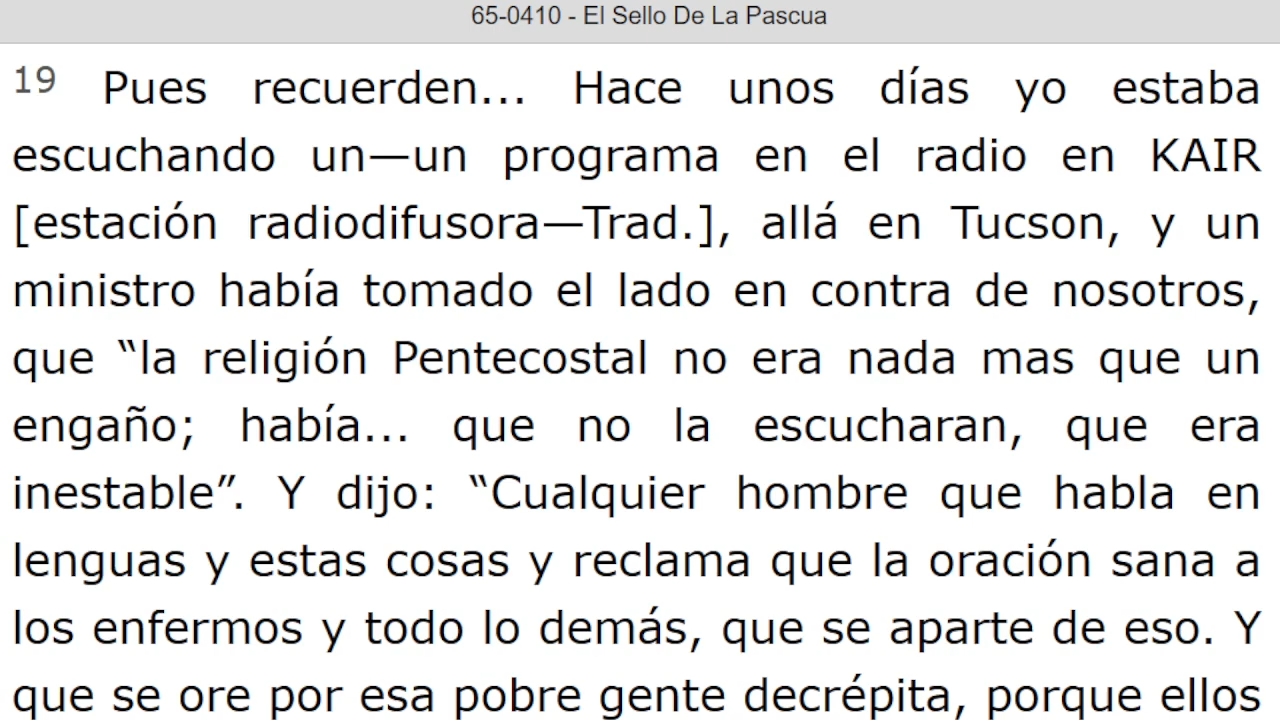 65-0410 - El Sello De La Pascua
19 Pues recuerden... Hace unos días yo estaba
escuchando un—un programa en el radio en KAIR
[estación radiodifusora—Trad.], allá en Tucson, y un
ministro había tomado el lado en contra de nosotros,
que “la religión Pentecostal no era nada mas que un
engaño; había... que no la escucharan, que era
inestable”. Y dijo: “Cualquier hombre que habla en
lenguas y estas cosas y reclama que la oración sana a
los enfermos y todo lo demás, que se aparte de eso. Y
que se ore por esa pobre gente decrépita, porque ellos